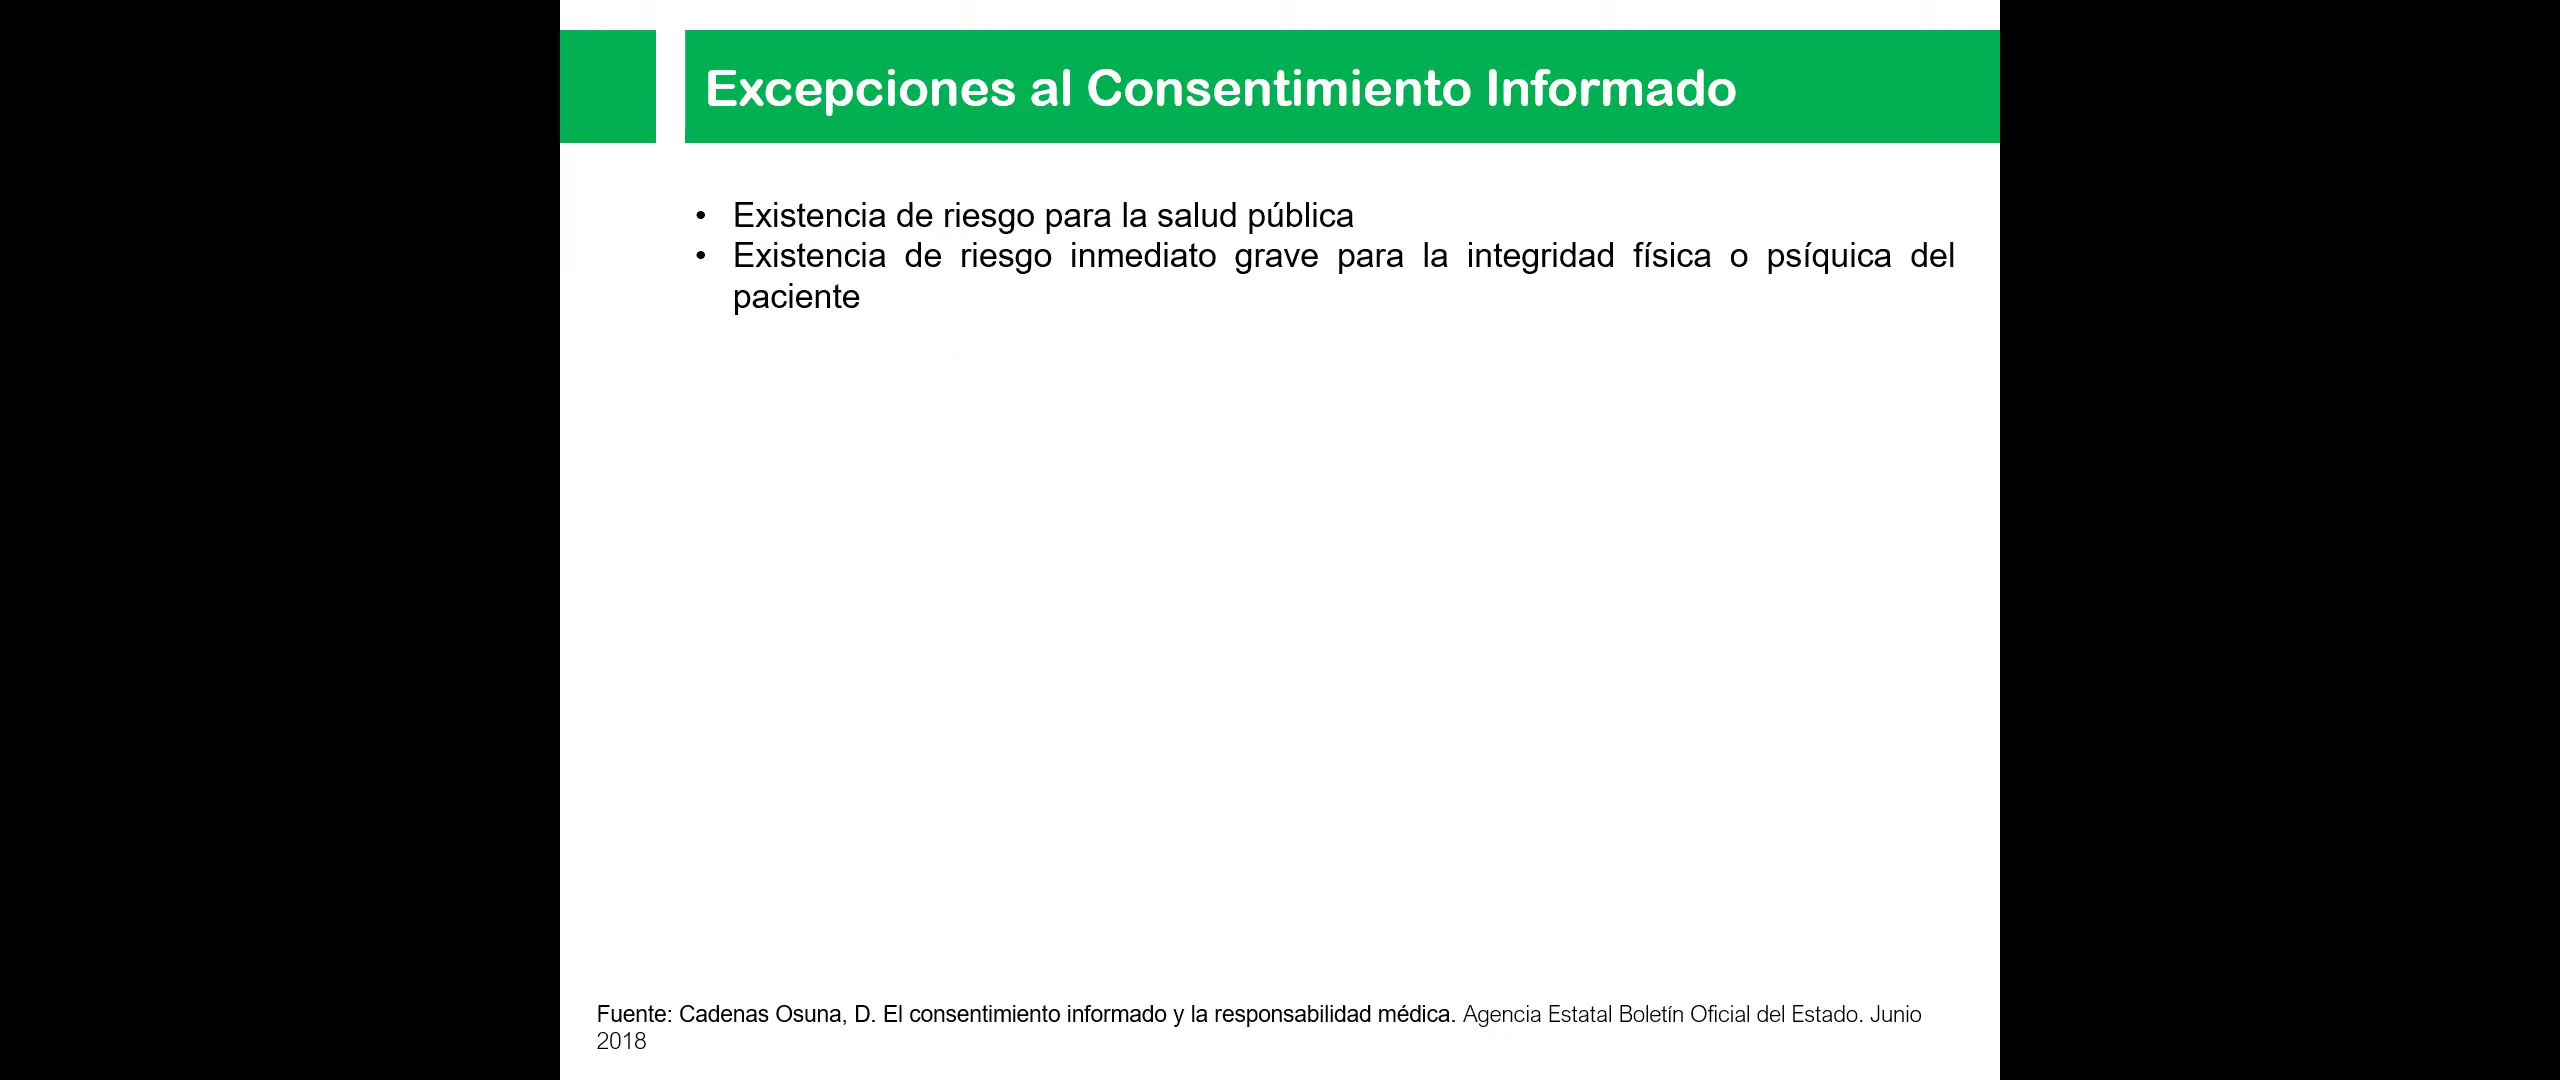 Excepciones al Consentimiento Informado
• Existencia de riesgo para la salud pública
• Existencia de riesgo inmediato grave para la integridad física o psíquica del
paciente
Fuente: Cadenas Osuna, D. El consentimiento informado y la responsabilidad médica. Agencia Estatal Boletín Oficial del Estado. Junio
2018